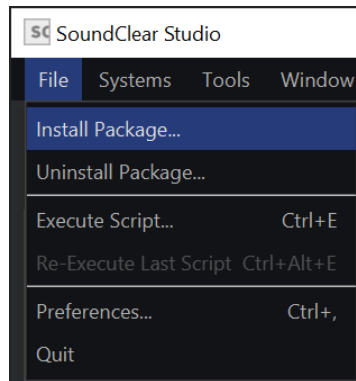 SC SoundClear Studio
File Systems Tools Window
Install Package...
Uninstall Package...
Execute Script... Ctrl+E
Re-Execute Last Script Ctrl+Alt+E
Preferences... Ctrl+,
Quit